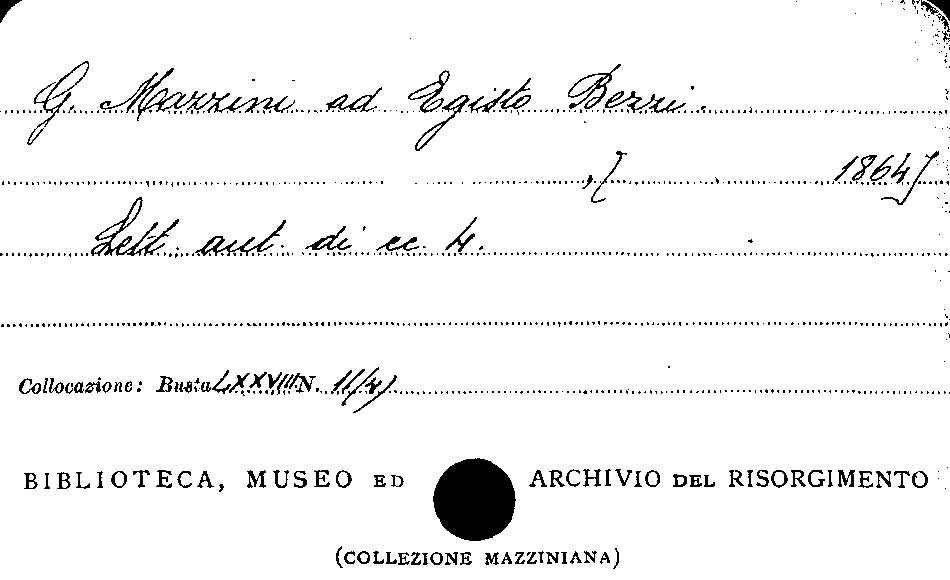 G. Mazzini ad Egisto Bezzi.
,[ 1864]
Lett. aut. di cc. 4.
Collocazione: Busta LXXVIII N. 11/4)
BIBLIOTECA, MUSEO ED ARCHIVIO DEL RISORGIMENTO
(COLLEZIONE MAZZINIANA)